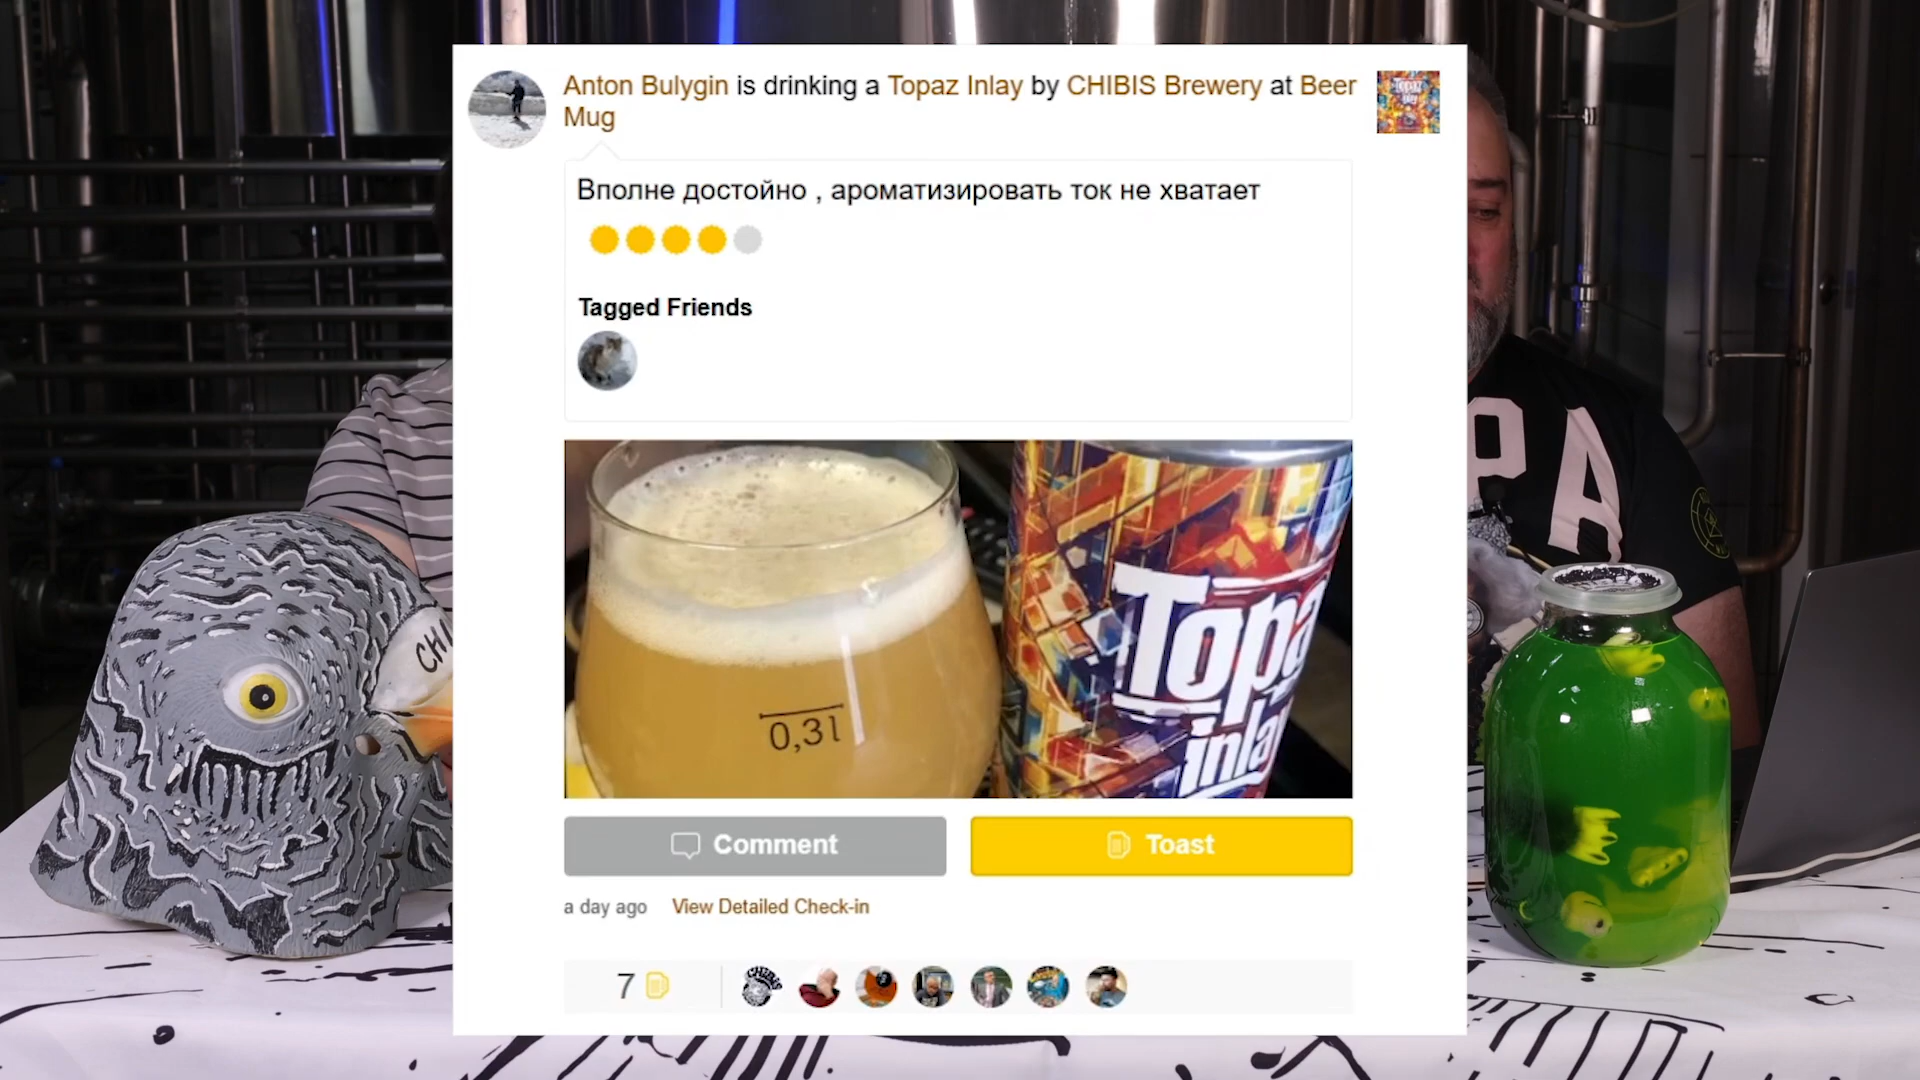 Anton Bulygin is drinking a Topaz Inlay by CHIBIS Brewery at Beer
Mug
Вполне достойно , ароматизировать ток не хватает
Tagged Friends
0,3l
Topa
inla
Comment
Toast
a day ago View Detailed Check-in
7
CHI
PA